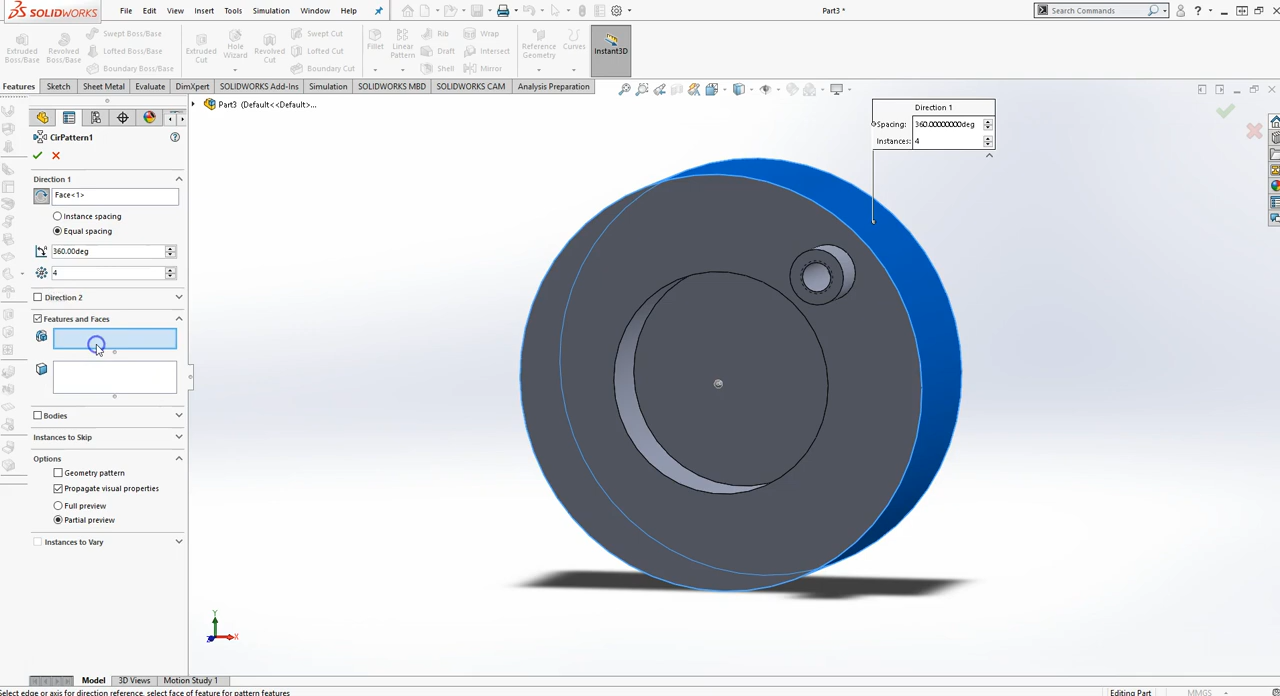 SOLIDWORKS File Edit View Insert Tools Simulation Window Help Part3 * Search Commands ?
Extruded Boss/Base
Revolved Boss/Base
Swept Boss/Base
Lofted Boss/Base
Boundary Boss/Base
Extruded Cut
Hole Wizard
Revolved Cut
Swept Cut
Lofted Cut
Boundary Cut
Fillet
Linear Pattern
Rib
Draft
Shell
Wrap
Intersect
Mirror
Reference Geometry
Curves
Instant3D
Features Sketch Sheet Metal Evaluate DimXpert SOLIDWORKS Add-Ins Simulation SOLIDWORKS MBD SOLIDWORKS CAM Analysis Preparation
Part3 (Default<<Default>...
CirPattern1
Direction 1
Face<1>
Instance spacing
Equal spacing
360.00deg
4
Direction 2
Features and Faces
Bodies
Instances to Skip
Options
Geometry pattern
Propagate visual properties
Full preview
Partial preview
Instances to Vary
Direction 1
Spacing: 360.00000000deg
Instances: 4
Y
X
Model 3D Views Motion Study 1
Select edge or axis for direction reference, select face of feature for pattern features Editing Part MMGS